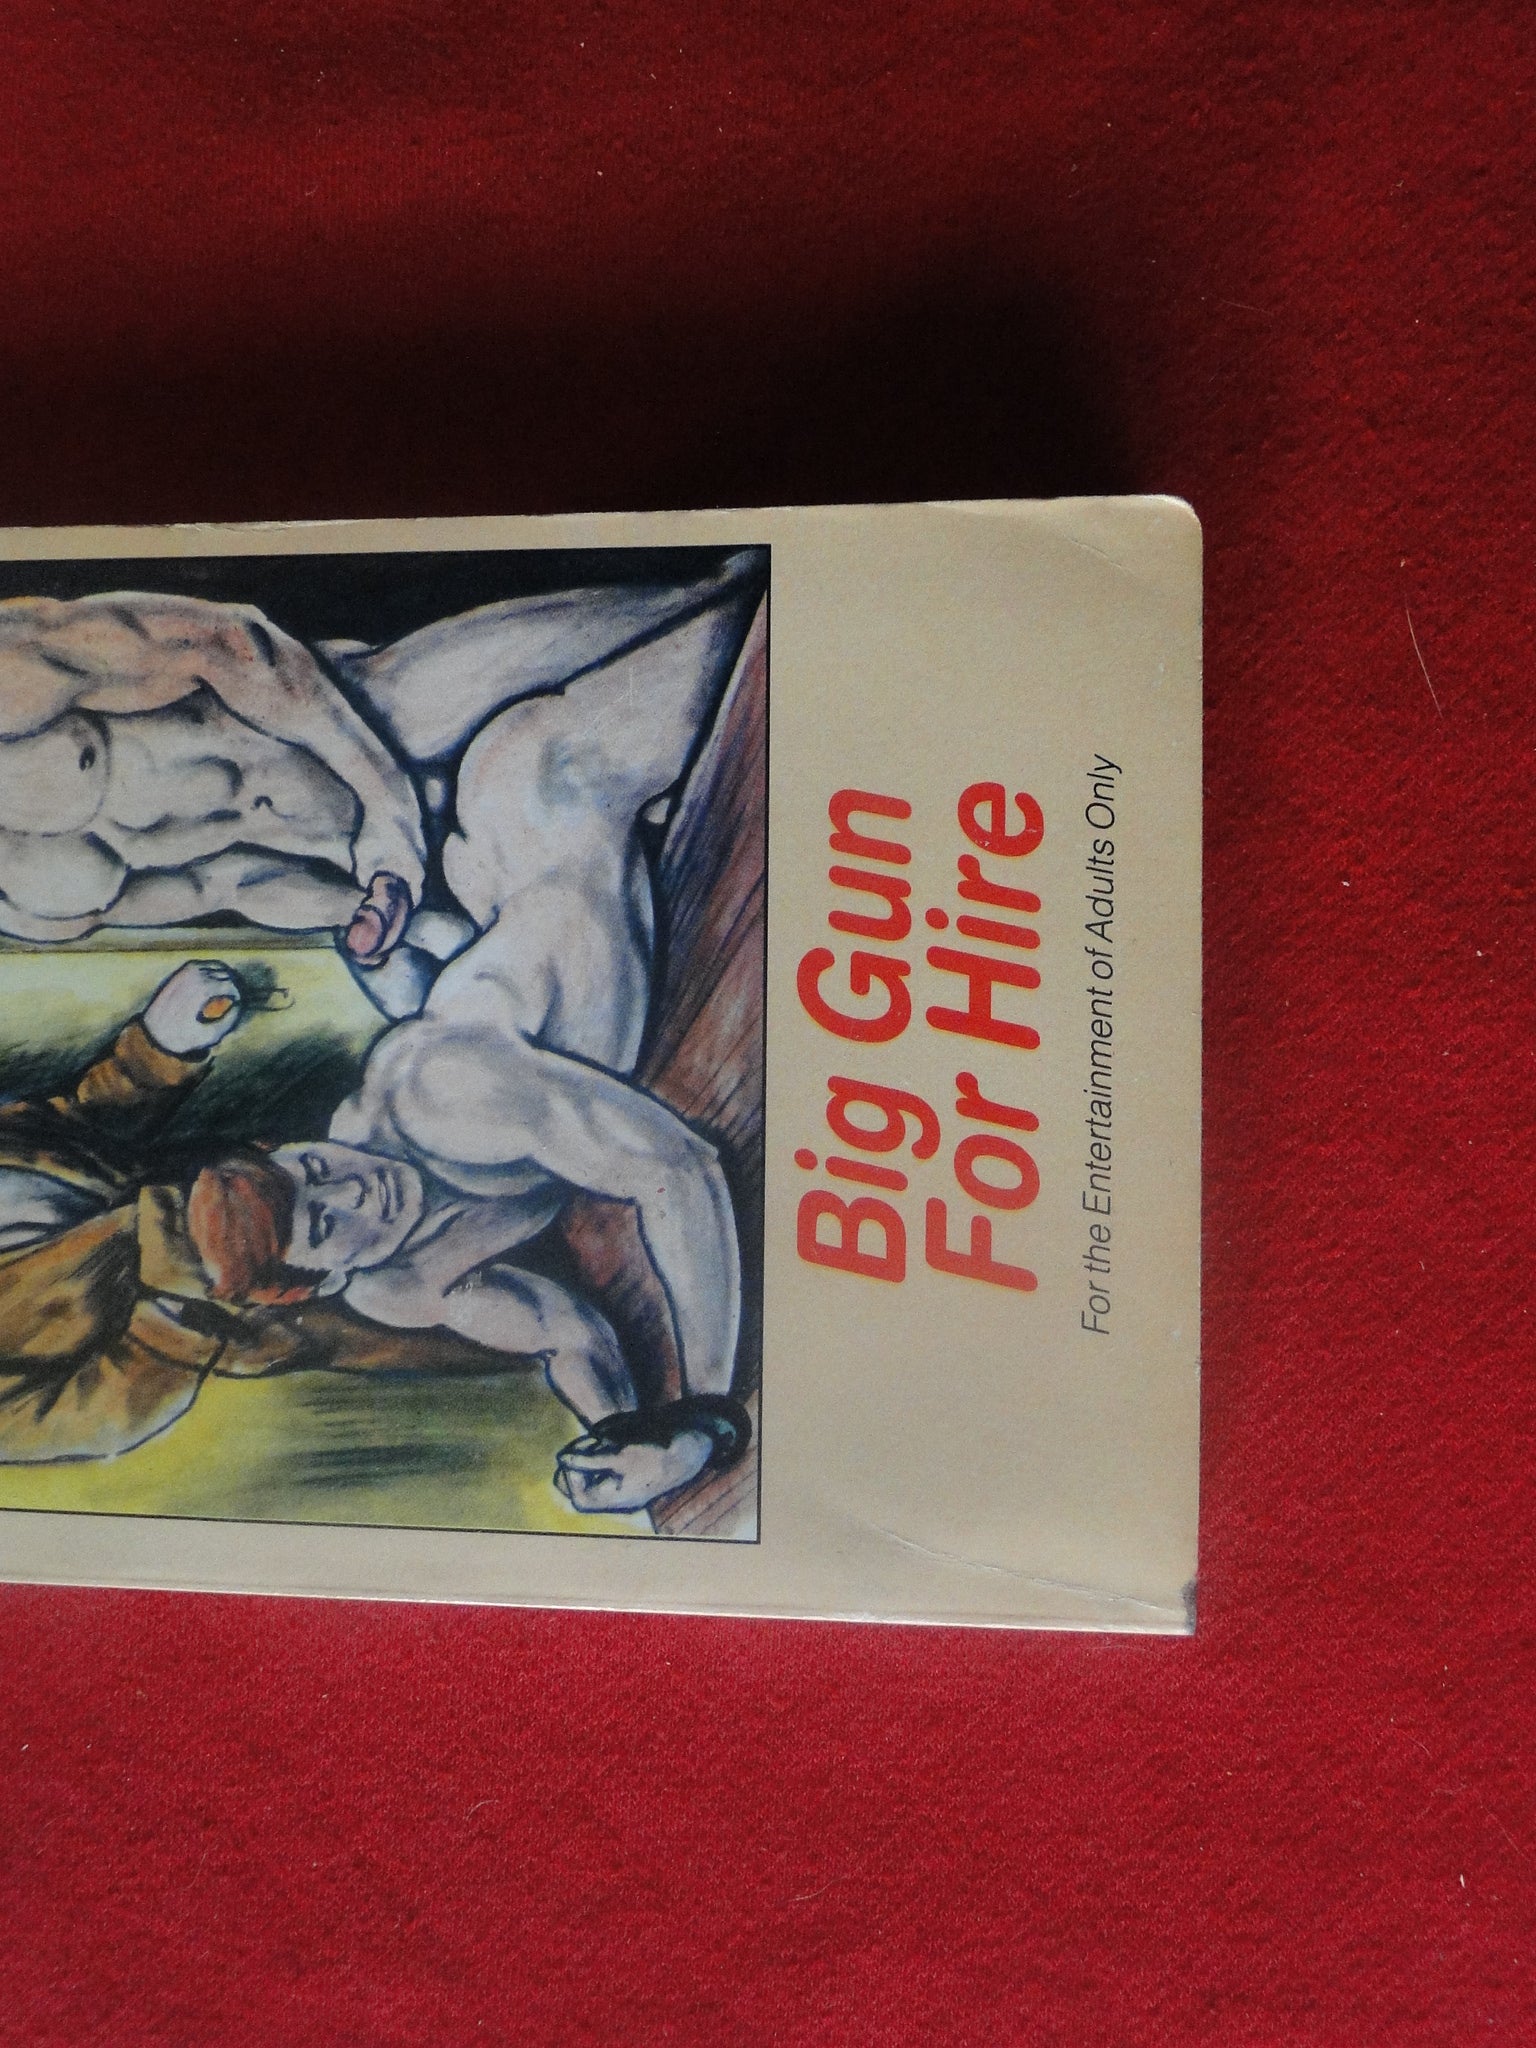 Big Gun
For Hire
For the Entertainment of Adults Only